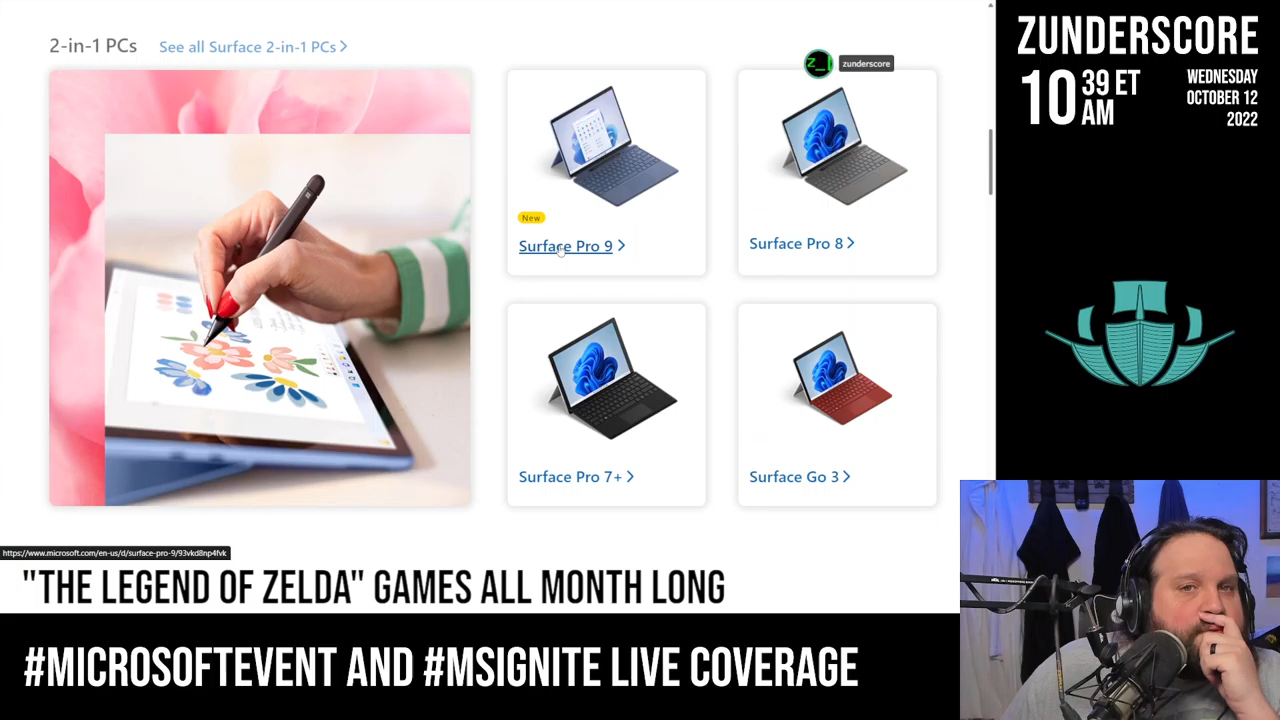 2-in-1 PCs
See all Surface 2-in-1 PCs
zunderscore
New
Surface Pro 9
Surface Pro 8
Surface Pro 7+
Surface Go 3
https://www.microsoft.com/en-us/d/surface-pro-9/93vkd8np4fvk
"THE LEGEND OF ZELDA" GAMES ALL MONTH LONG
#MICROSOFTEVENT AND #MSIGNITE LIVE COVERAGE
ZUNDERSCORE
10 39 ET AM
WEDNESDAY
OCTOBER 12
2022
z_